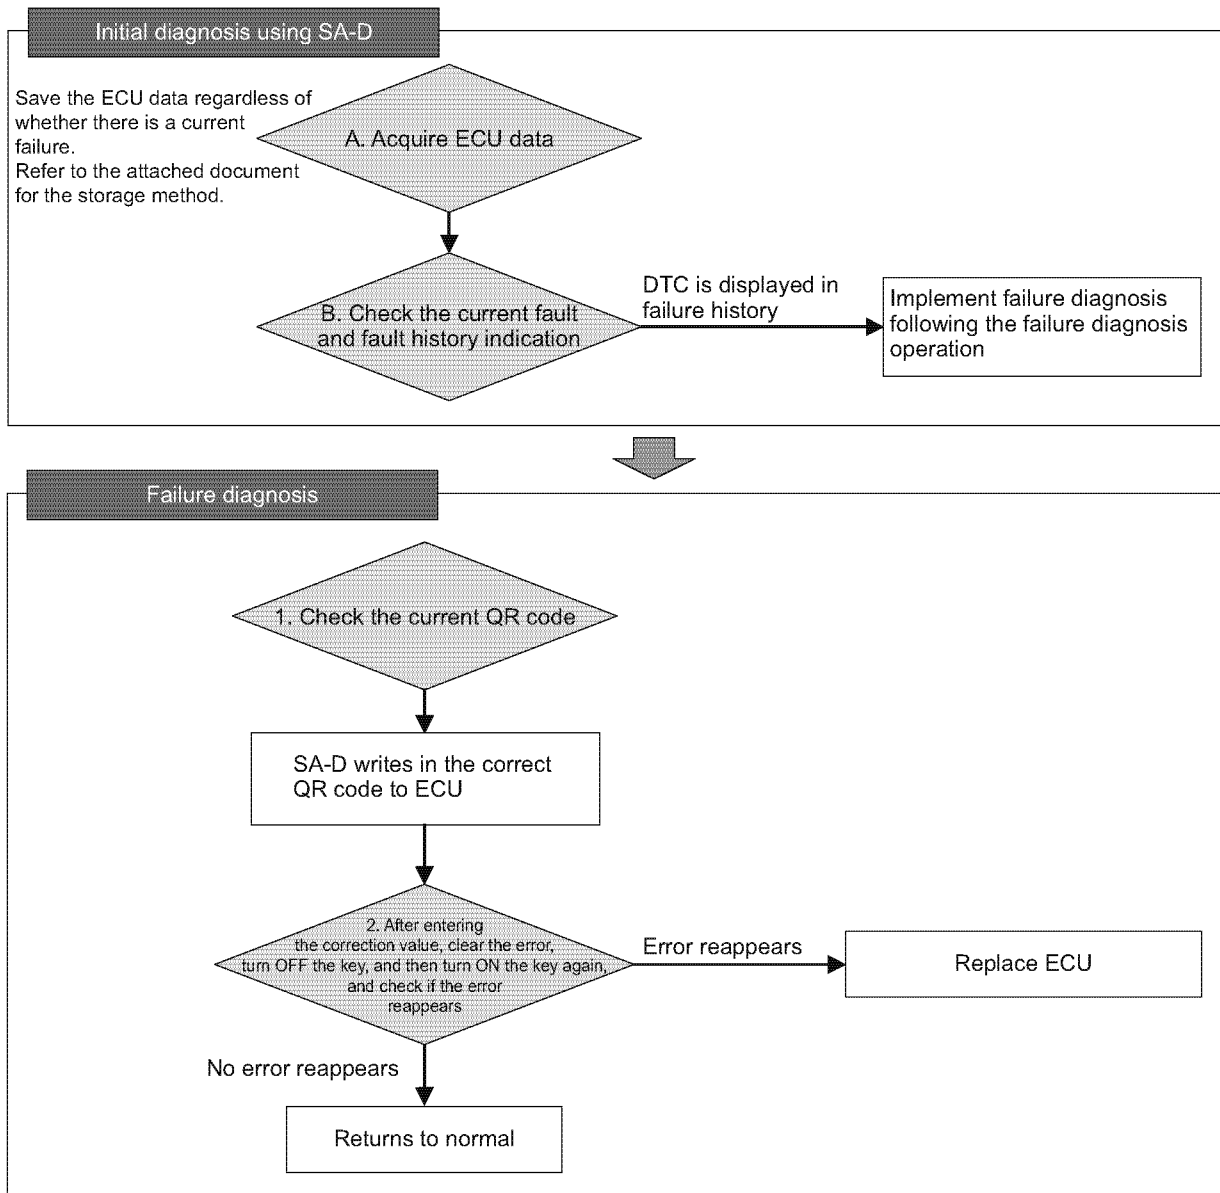 Initial diagnosis using SA-D
Save the ECU data regardless of
whether there is a current
failure.
Refer to the attached document
for the storage method.
A. Acquire ECU data
B. Check the current fault
and fault history indication
DTC is displayed in
failure history
Implement failure diagnosis
following the failure diagnosis
operation
Failure diagnosis
1. Check the current QR code
SA-D writes in the correct
QR code to ECU
2. After entering
the correction value, clear the error,
turn OFF the key, and then turn ON the key again,
and check if the error
reappears
Error reappears
Replace ECU
No error reappears
Returns to normal